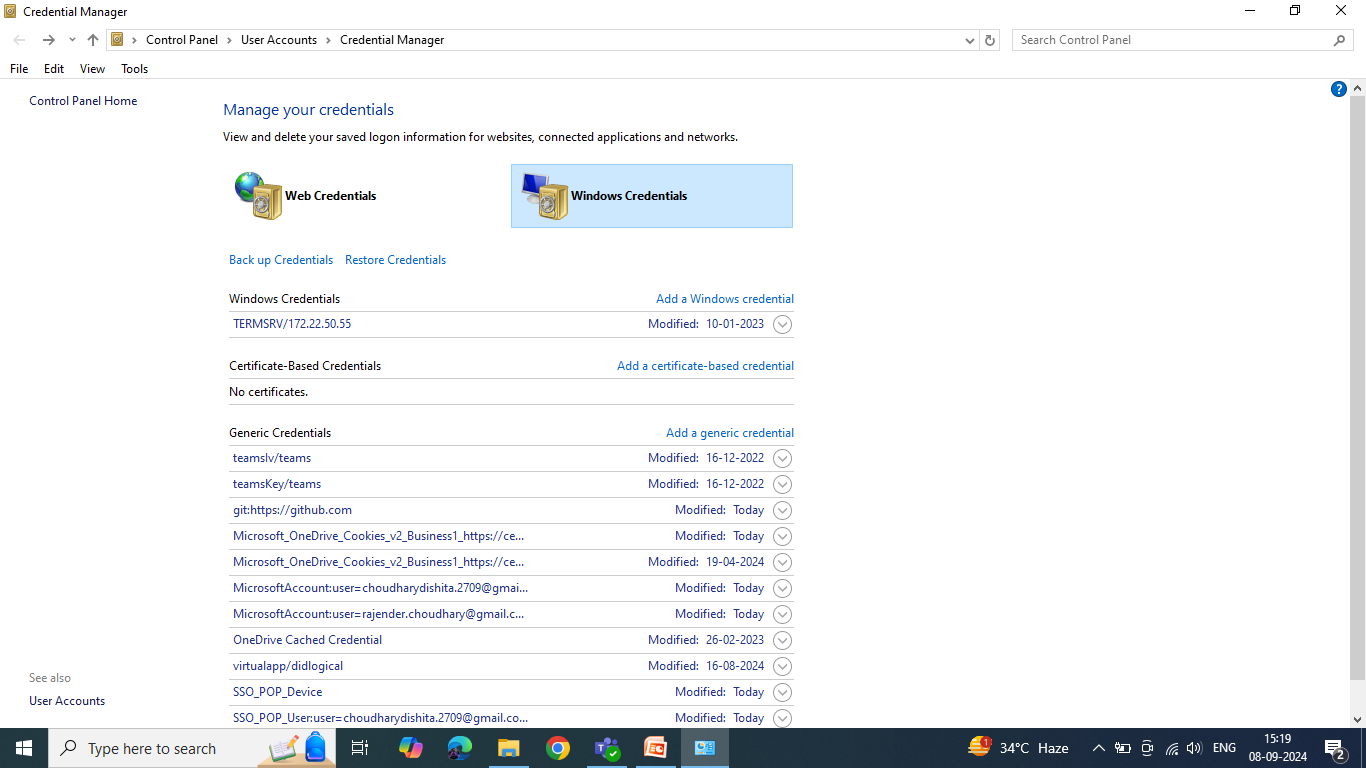 Credential Manager
Control Panel > User Accounts > Credential Manager
Search Control Panel
File Edit View Tools
Control Panel Home
?
Manage your credentials
View and delete your saved logon information for websites, connected applications and networks.
Web Credentials
Windows Credentials
Back up Credentials Restore Credentials
Windows Credentials Add a Windows credential
TERMSRV/172.22.50.55 Modified: 10-01-2023
Certificate-Based Credentials Add a certificate-based credential
No certificates.
Generic Credentials Add a generic credential
teamsIv/teams Modified: 16-12-2022
teamsKey/teams Modified: 16-12-2022
git:https://github.com Modified: Today
Microsoft_OneDrive_Cookies_v2_Business1_https://ce... Modified: Today
Microsoft_OneDrive_Cookies_v2_Business1_https://ce... Modified: 19-04-2024
MicrosoftAccount:user=choudharydishita.2709@gmai... Modified: Today
MicrosoftAccount:user=rajender.choudhary@gmail.c... Modified: Today
OneDrive Cached Credential Modified: 26-02-2023
virtualapp/didlogical Modified: 16-08-2024
SSO_POP_Device Modified: Today
SSO_POP_User:user=choudharydishita.2709@gmail.co... Modified: Today
See also
User Accounts
Type here to search
1
34°C Haze
ENG
15:19
08-09-2024
2